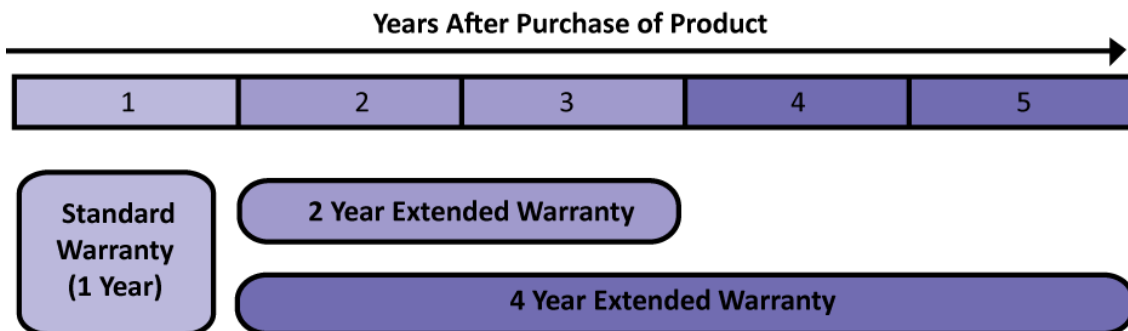 Years After Purchase of Product
1 2 3 4 5
Standard
Warranty
(1 Year)
2 Year Extended Warranty
4 Year Extended Warranty